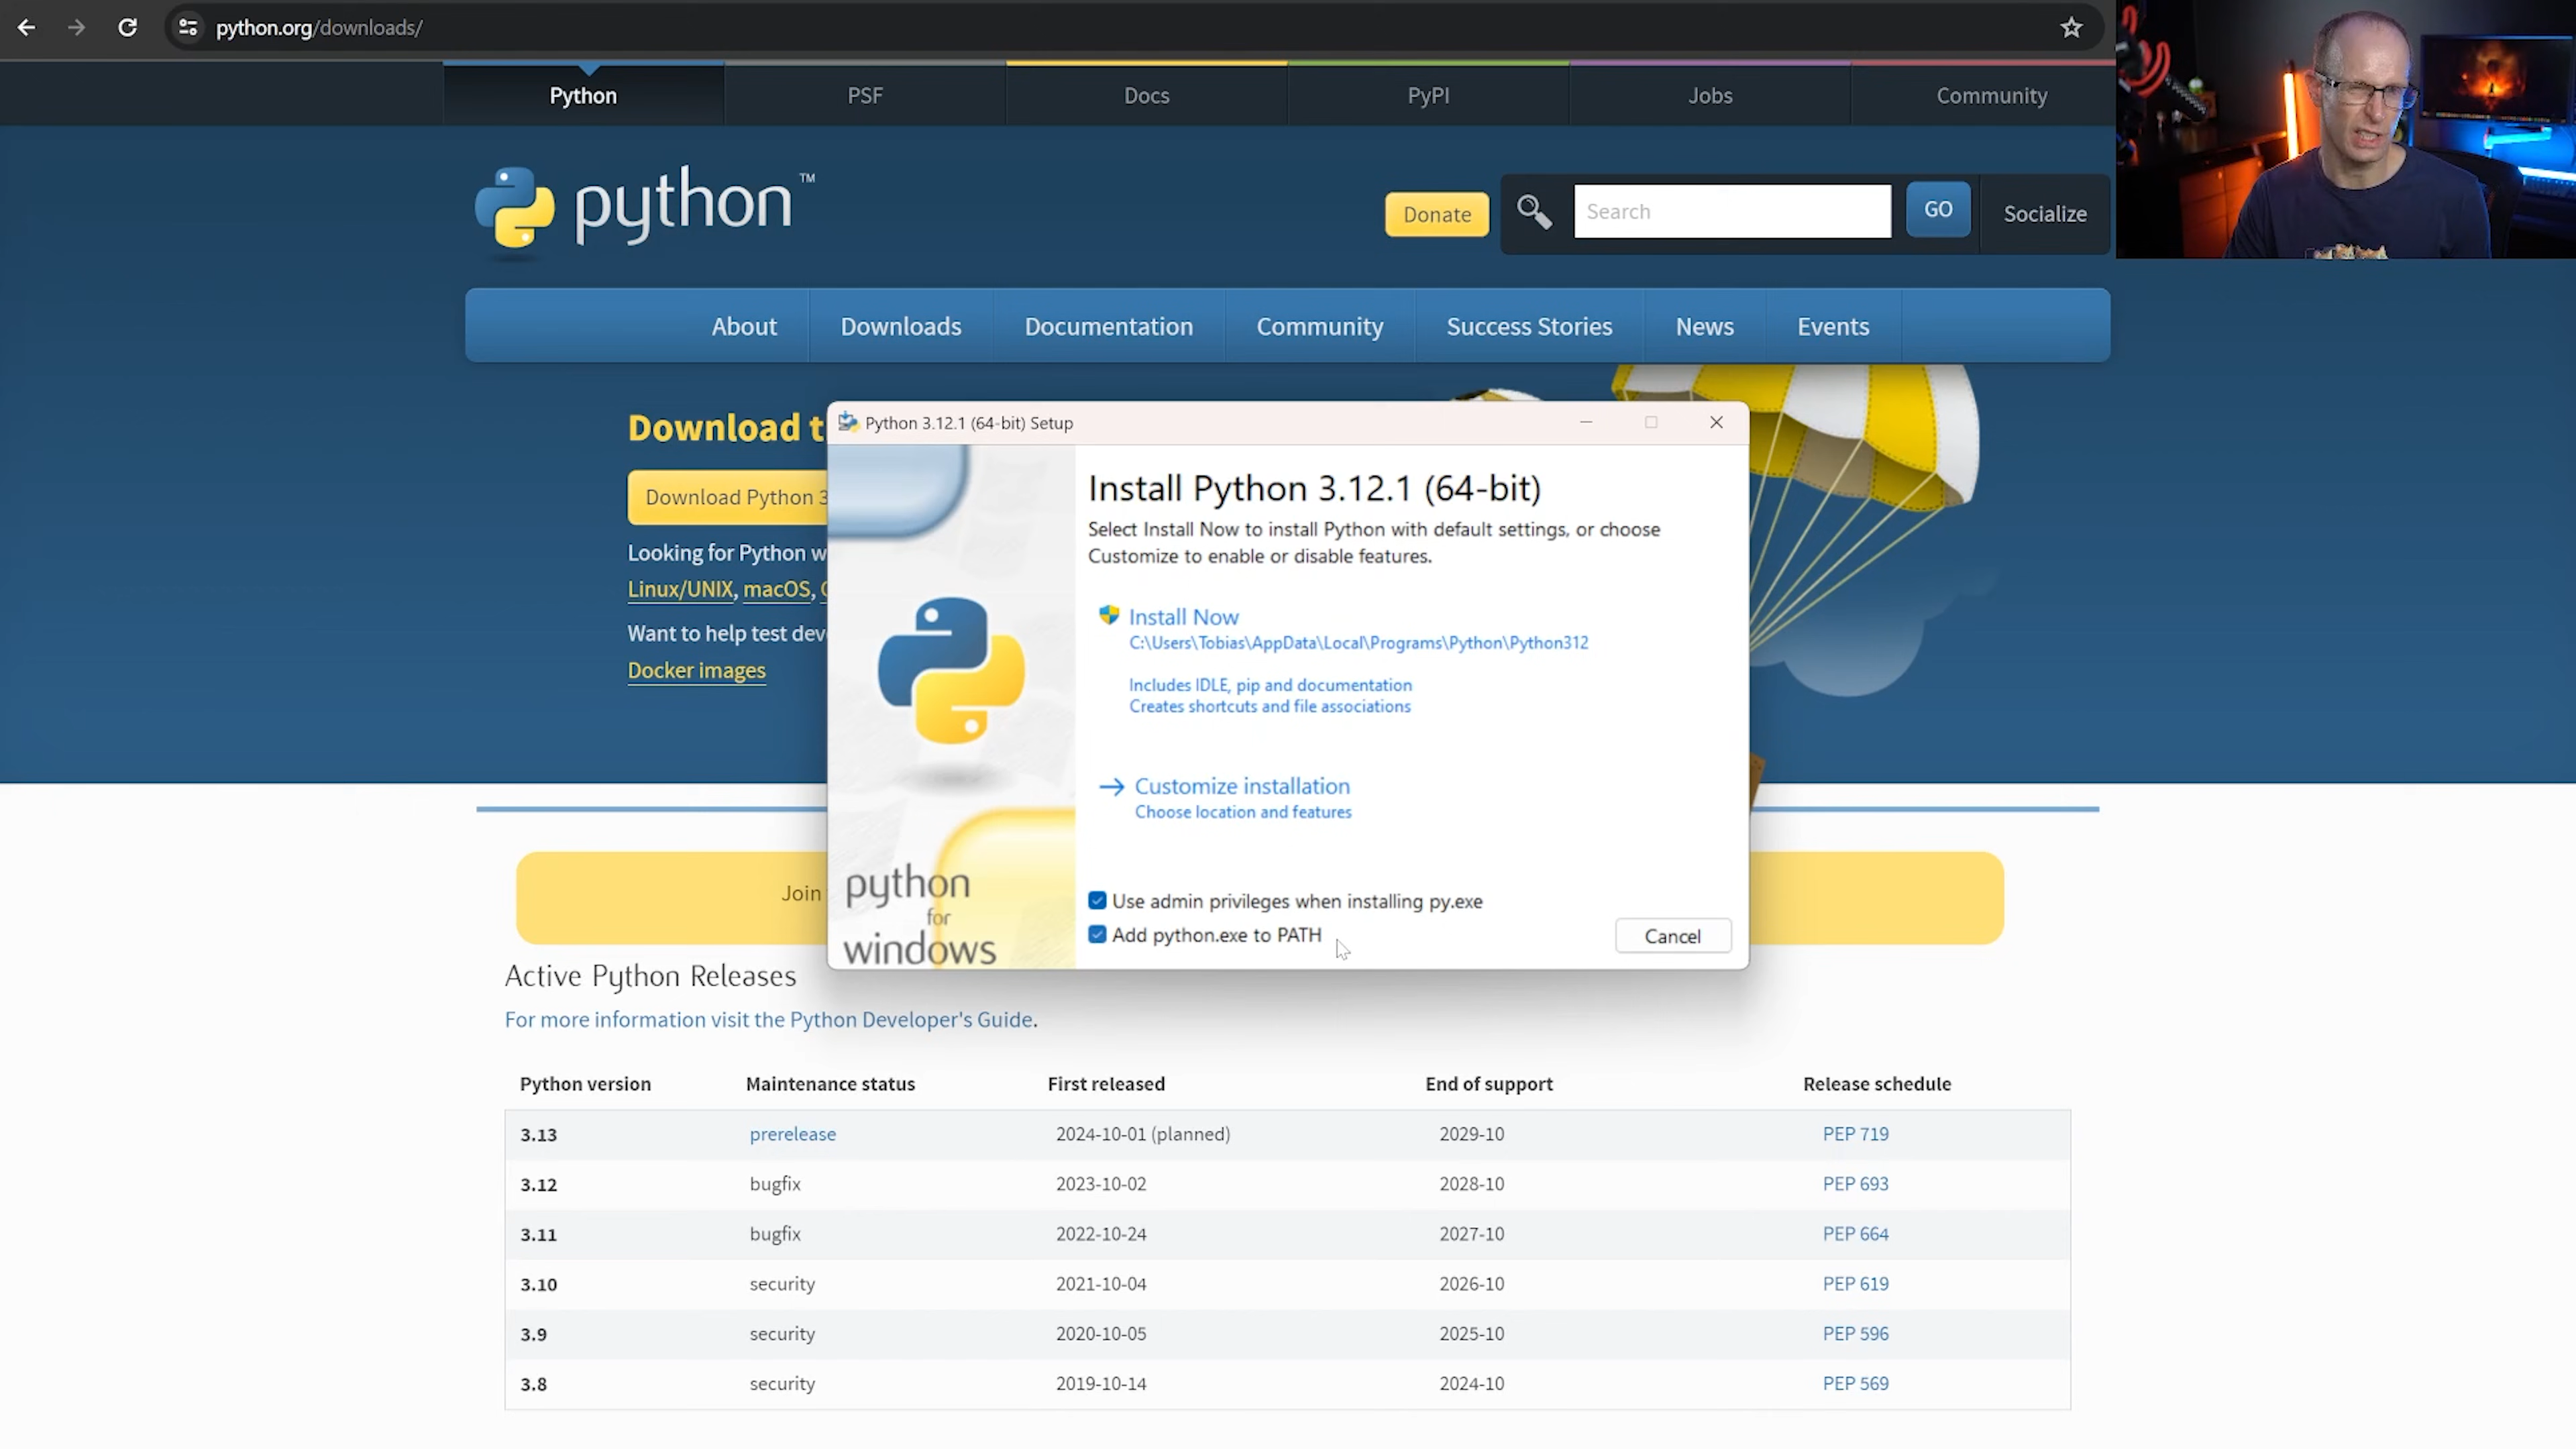 python.org/downloads/
Python
PSF
Docs
PyPI
Jobs
Community
python™
Donate
Search
GO
Socialize
About
Downloads
Documentation
Community
Success Stories
News
Events
Download t
Download Python 3
Looking for Python w
Linux/UNIX, macOS,
Want to help test dev
Docker images
Python 3.12.1 (64-bit) Setup
Install Python 3.12.1 (64-bit)
Select Install Now to install Python with default settings, or choose
Customize to enable or disable features.
Install Now
C:\Users\Tobias\AppData\Local\Programs\Python\Python312
Includes IDLE, pip and documentation
Creates shortcuts and file associations
Customize installation
Choose location and features
python
for
windows
Use admin privileges when installing py.exe
Add python.exe to PATH
Cancel
Join
Active Python Releases
For more information visit the Python Developer's Guide.
Python version Maintenance status First released End of support Release schedule
3.13 prerelease 2024-10-01 (planned) 2029-10 PEP 719
3.12 bugfix 2023-10-02 2028-10 PEP 693
3.11 bugfix 2022-10-24 2027-10 PEP 664
3.10 security 2021-10-04 2026-10 PEP 619
3.9 security 2020-10-05 2025-10 PEP 596
3.8 security 2019-10-14 2024-10 PEP 569